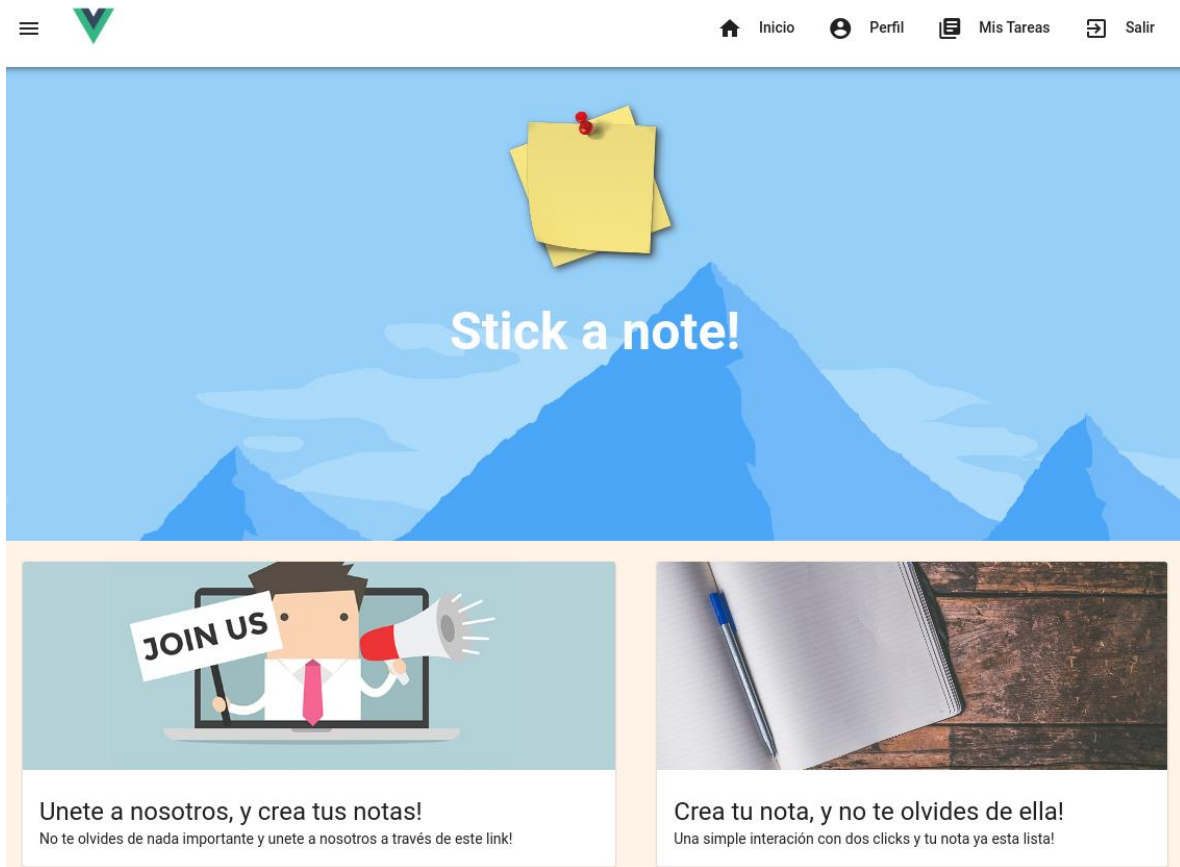 Inicio Perfil Mis Tareas Salir
Stick a note!
JOIN US
Unete a nosotros, y crea tus notas!
No te olvides de nada importante y unete a nosotros a través de este link!
Crea tu nota, y no te olvides de ella!
Una simple interación con dos clicks y tu nota ya esta lista!